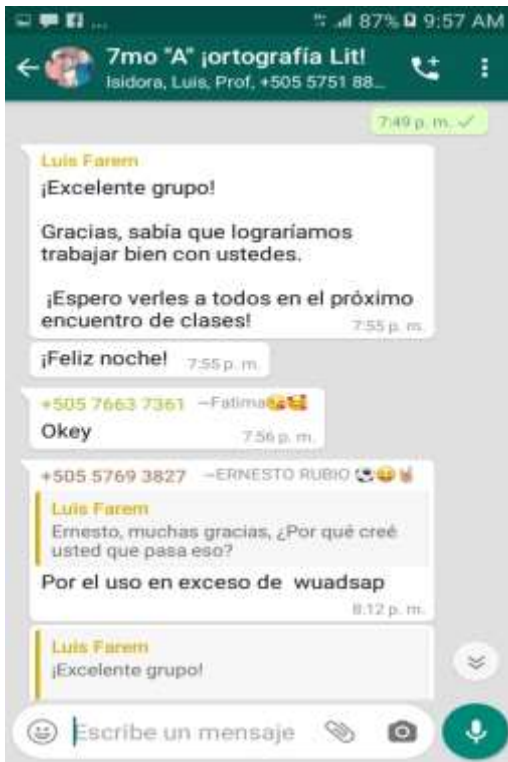 ... 87% 9:57 AM
7mo "A" ¡ortografía Lit!
Isidora, Luis, Prof, +505 5751 88...
7:49 p. m.
Luis Farem
¡Excelente grupo!
Gracias, sabía que lograríamos
trabajar bien con ustedes.
¡Espero verles a todos en el próximo
encuentro de clases!
7:55 p. m.
¡Feliz noche! 7:55 p. m.
+505 7663 7361 ~Fatima😘🥰
Okey
7:56 p. m.
+505 5769 3827 ~ERNESTO RUBIO ⚽😄🤘
Luis Farem
Ernesto, muchas gracias, ¿Por qué creé
usted que pasa eso?
Por el uso en exceso de wuadsap
8:12 p. m.
Luis Farem
¡Excelente grupo!
Escribe un mensaje